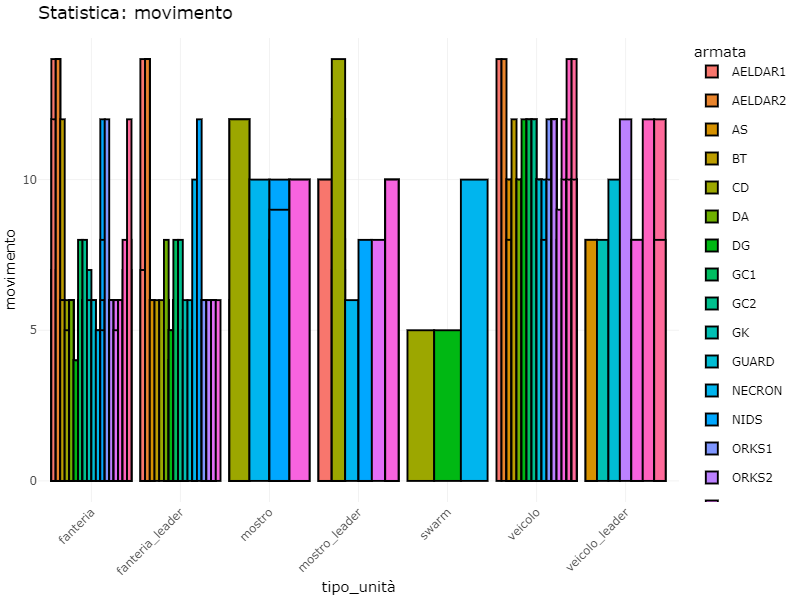 Statistica: movimento
armata
AELDAR1
AELDAR2
AS
BT
CD
DA
DG
GC1
GC2
GK
GUARD
NECRON
NIDS
ORKS1
ORKS2
movimento
10
5
0
fanteria
fanteria_leader
mostro
mostro_leader
swarm
veicolo
veicolo_leader
tipo_unità